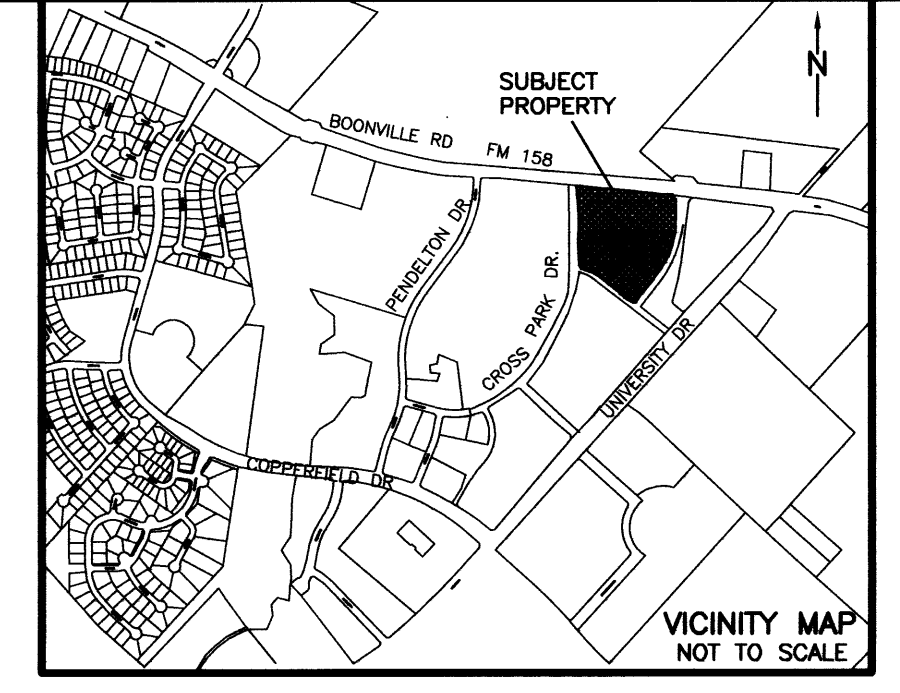 SUBJECT
PROPERTY
N
BOONVILLE RD FM 158
PENDELTON DR
CROSS PARK DR.
UNIVERSITY DR
COPPERFIELD DR
VICINITY MAP
NOT TO SCALE